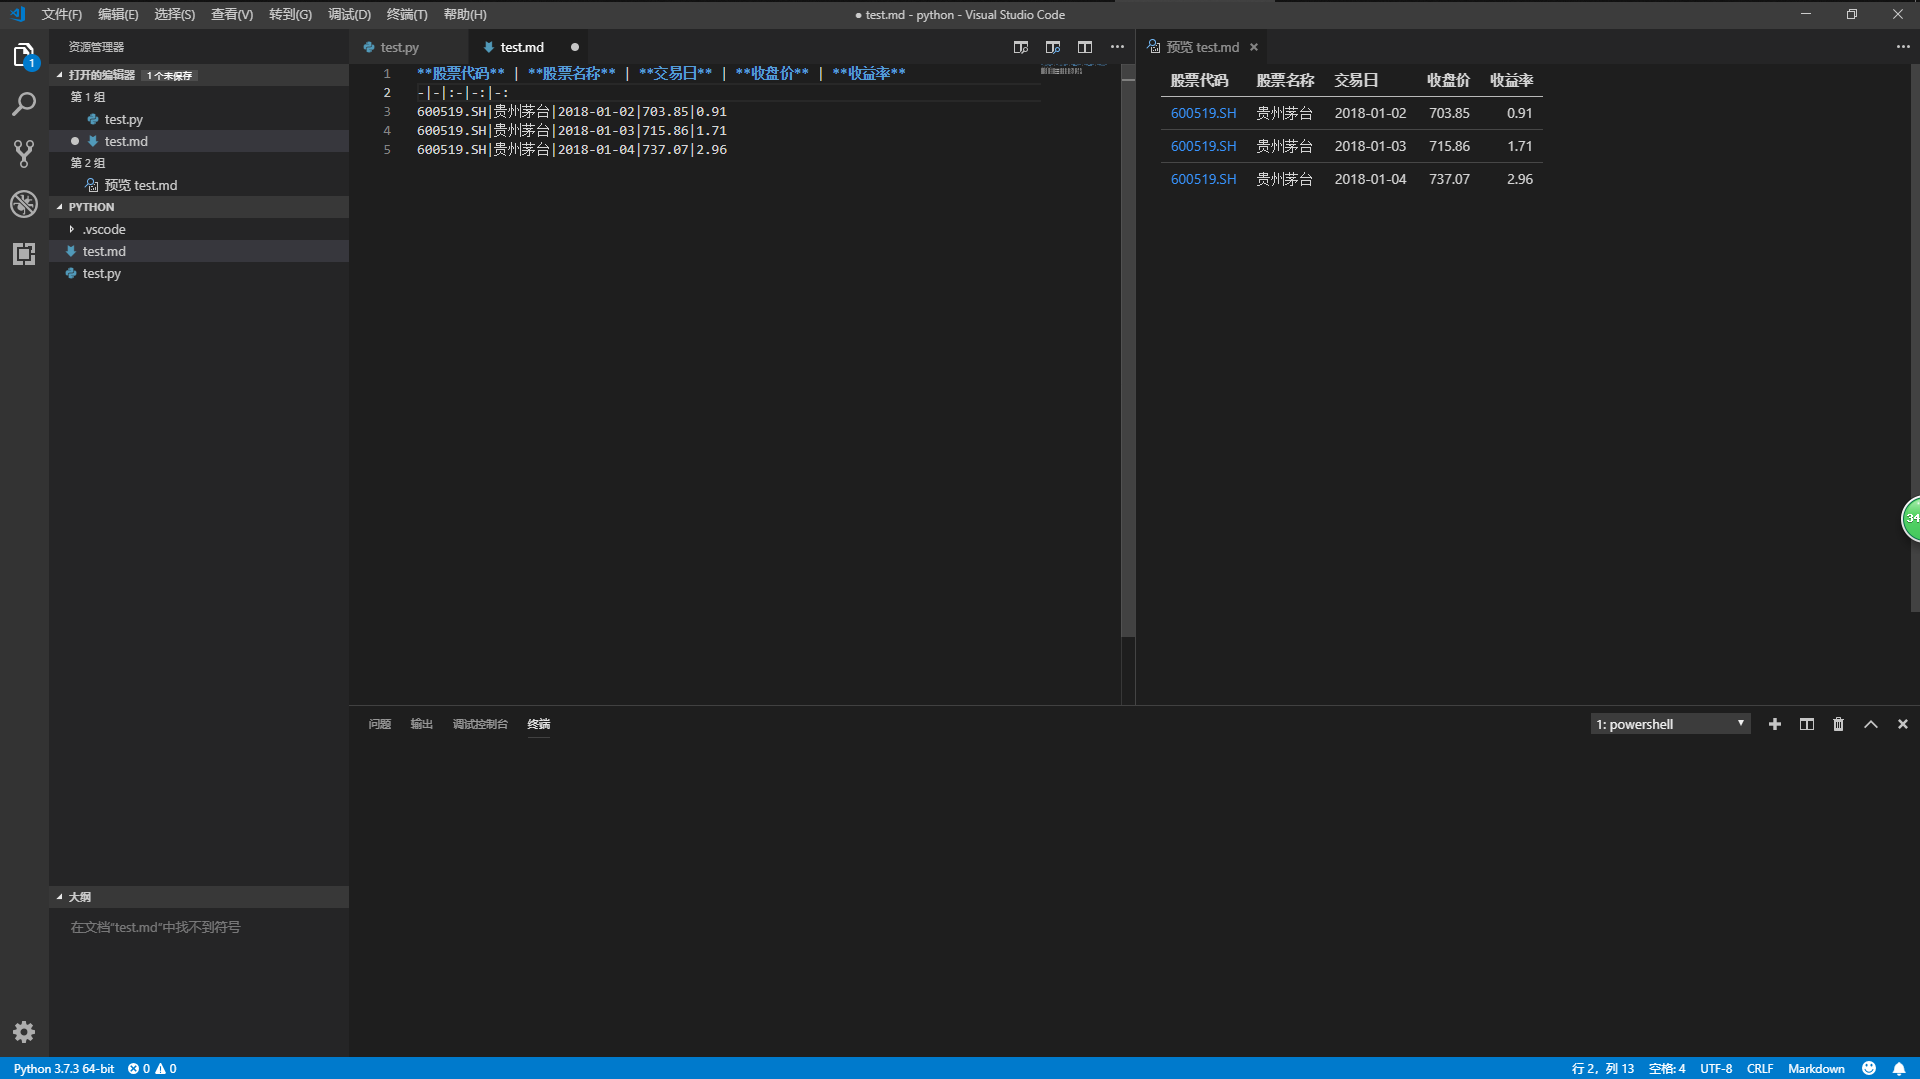 文件(F) 编辑(E) 选择(S) 查看(V) 转到(G) 调试(D) 终端(T) 帮助(H)
● test.md - python - Visual Studio Code
1
资源管理器
打开的编辑器 1 个未保存
第 1 组
test.py
test.md
第 2 组
预览 test.md
PYTHON
.vscode
test.md
test.py
大纲
在文档"test.md"中找不到符号
test.py
test.md
1 **股票代码** | **股票名称** | **交易日** | **收盘价** | **收益率**
2 -|-|:-|-:|-:
3 600519.SH|贵州茅台|2018-01-02|703.85|0.91
4 600519.SH|贵州茅台|2018-01-03|715.86|1.71
5 600519.SH|贵州茅台|2018-01-04|737.07|2.96
预览 test.md
股票代码 股票名称 交易日 收盘价 收益率
600519.SH 贵州茅台 2018-01-02 703.85 0.91
600519.SH 贵州茅台 2018-01-03 715.86 1.71
600519.SH 贵州茅台 2018-01-04 737.07 2.96
34
问题 输出 调试控制台 终端
1: powershell
Python 3.7.3 64-bit 0 0
行 2，列 13 空格: 4 UTF-8 CRLF Markdown